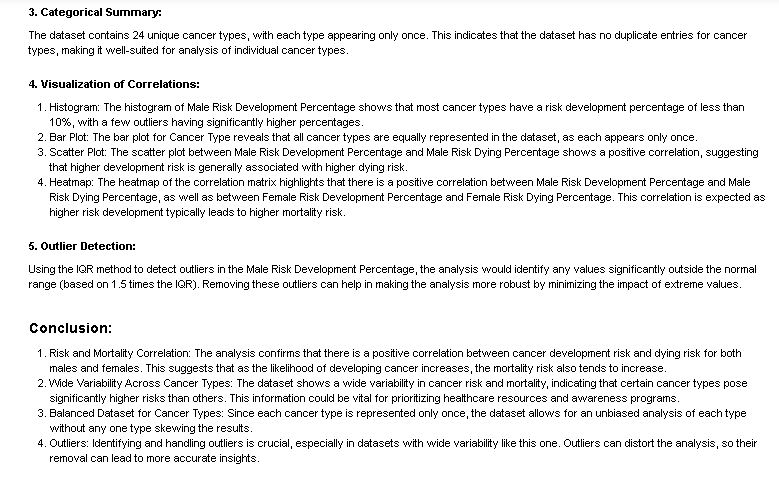 3. Categorical Summary:
The dataset contains 24 unique cancer types, with each type appearing only once. This indicates that the dataset has no duplicate entries for cancer
types, making it well-suited for analysis of individual cancer types.
4. Visualization of Correlations:
1. Histogram: The histogram of Male Risk Development Percentage shows that most cancer types have a risk development percentage of less than
10%, with a few outliers having significantly higher percentages.
2. Bar Plot: The bar plot for Cancer Type reveals that all cancer types are equally represented in the dataset, as each appears only once.
3. Scatter Plot: The scatter plot between Male Risk Development Percentage and Male Risk Dying Percentage shows a positive correlation, suggesting
that higher development risk is generally associated with higher dying risk.
4. Heatmap: The heatmap of the correlation matrix highlights that there is a positive correlation between Male Risk Development Percentage and Male
Risk Dying Percentage, as well as between Female Risk Development Percentage and Female Risk Dying Percentage. This correlation is expected as
higher risk development typically leads to higher mortality risk.
5. Outlier Detection:
Using the IQR method to detect outliers in the Male Risk Development Percentage, the analysis would identify any values significantly outside the normal
range (based on 1.5 times the IQR). Removing these outliers can help in making the analysis more robust by minimizing the impact of extreme values.
Conclusion:
1. Risk and Mortality Correlation: The analysis confirms that there is a positive correlation between cancer development risk and dying risk for both
males and females. This suggests that as the likelihood of developing cancer increases, the mortality risk also tends to increase.
2. Wide Variability Across Cancer Types: The dataset shows a wide variability in cancer risk and mortality, indicating that certain cancer types pose
significantly higher risks than others. This information could be vital for prioritizing healthcare resources and awareness programs.
3. Balanced Dataset for Cancer Types: Since each cancer type is represented only once, the dataset allows for an unbiased analysis of each type
without any one type skewing the results.
4. Outliers: Identifying and handling outliers is crucial, especially in datasets with wide variability like this one. Outliers can distort the analysis, so their
removal can lead to more accurate insights.